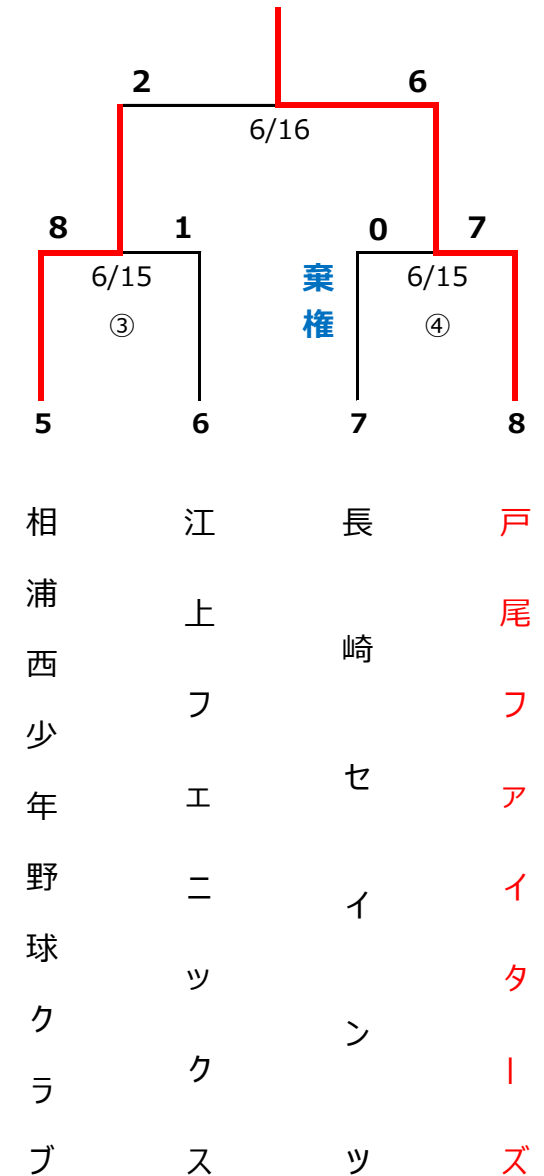 2 6
6/16
8 1 0 7
6/15 棄権 6/15
③ ④
5 6 7 8
相浦西少年野球クラブ
江上フェニックス
長崎セインツ
戸尾ファイターズ